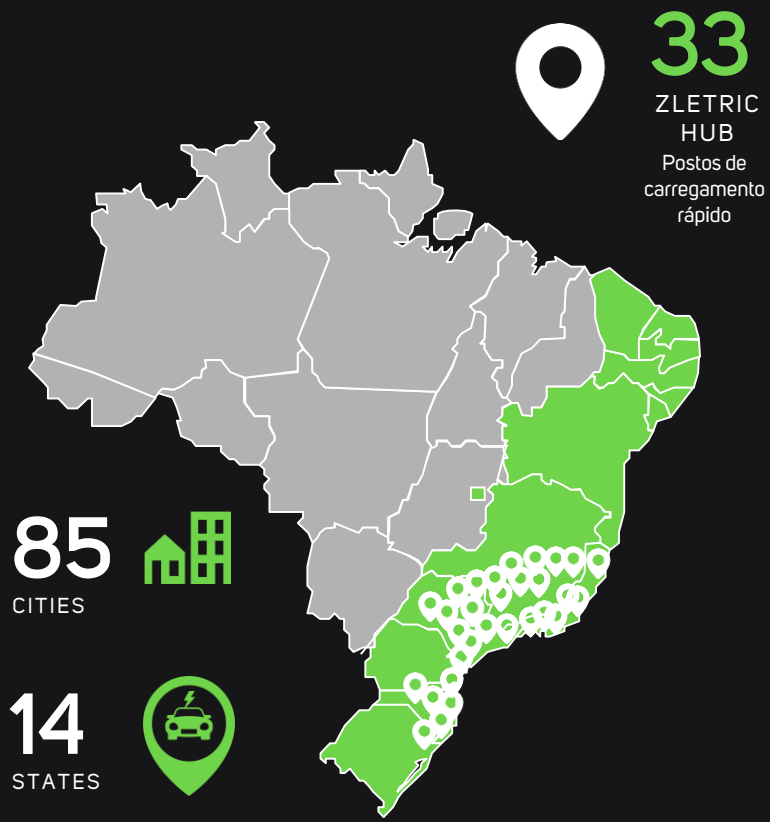 33
ZLETRIC
HUB
Postos de
carregamento
rápido
85
CITIES
14
STATES